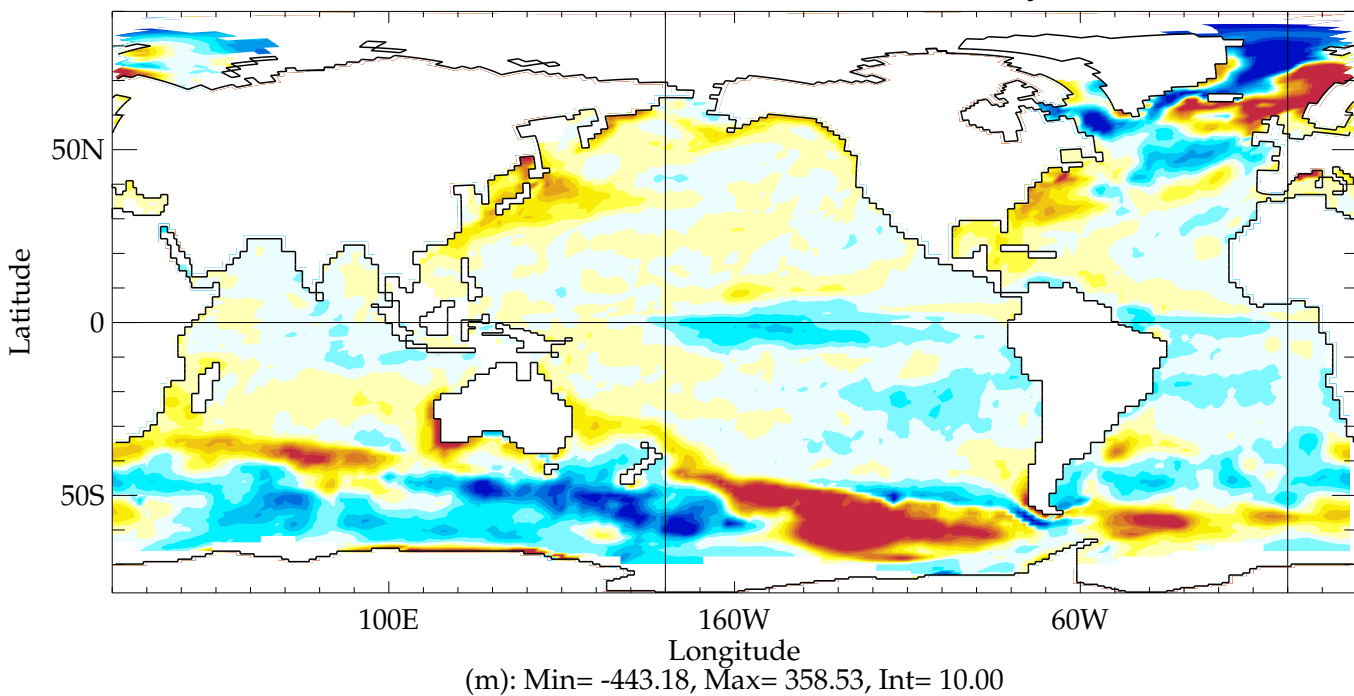 50N
0
50S
Latitude
100E
160W
60W
Longitude
(m): Min= -443.18, Max= 358.53, Int= 10.00